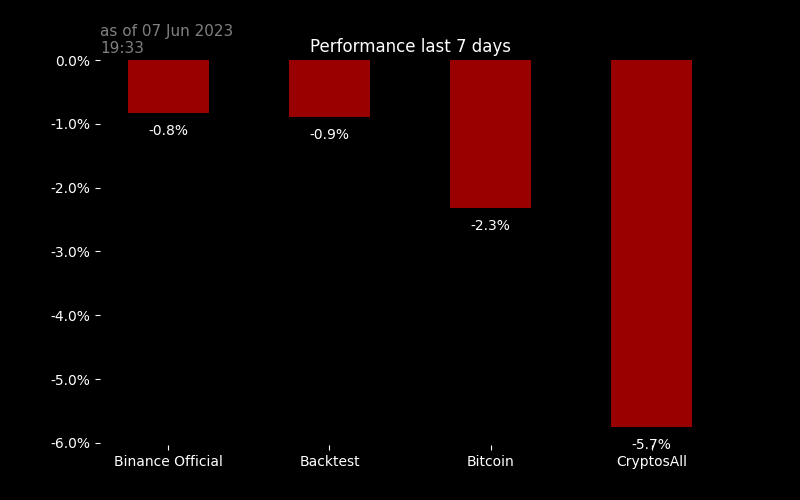 as of 07 Jun 2023
19:33
Performance last 7 days
0.0%
-1.0%
-2.0%
-3.0%
-4.0%
-5.0%
-6.0%
-0.8%
-0.9%
-2.3%
-5.7%
Binance Official
Backtest
Bitcoin
CryptosAll